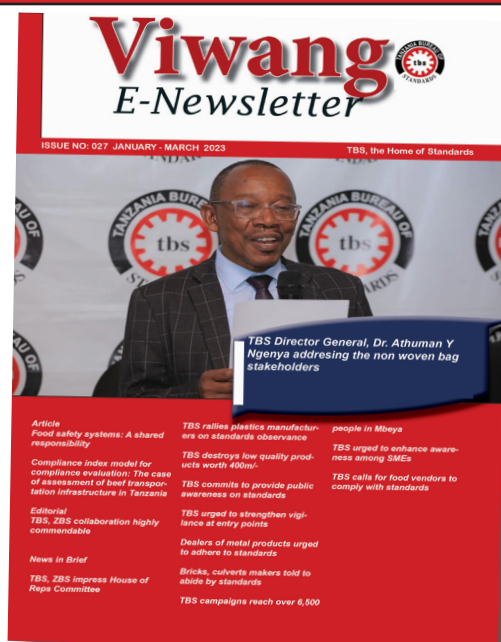 Viwango
E-Newsletter
TANZANIA BUREAU OF
tbs
STANDARDS
ISSUE NO: 027 JANUARY - MARCH 2023
TBS, the Home of Standards
TANZANIA BUREAU OF
tbs
TANZANIA BUREAU OF
tbs
TBS Director General, Dr. Athuman Y
Ngenya addresing the non woven bag
stakeholders
Article
Food safety systems: A shared
responsibility
Compliance index model for
compliance evaluation: The case
of assessment of beef transpor-
tation infrastructure in Tanzania
Editorial
TBS, ZBS collaboration highly
commendable
News in Brief
TBS, ZBS impress House of
Reps Committee
TBS rallies plastics manufactur-
ers on standards observance
TBS destroys low quality prod-
ucts worth 400m/-
TBS commits to provide public
awareness on standards
TBS urged to strengthen vigi-
lance at entry points
Dealers of metal products urged
to adhere to standards
Bricks, culverts makers told to
abide by standards
TBS campaigns reach over 6,500
people in Mbeya
TBS urged to enhance aware-
ness among SMEs
TBS calls for food vendors to
comply with standards